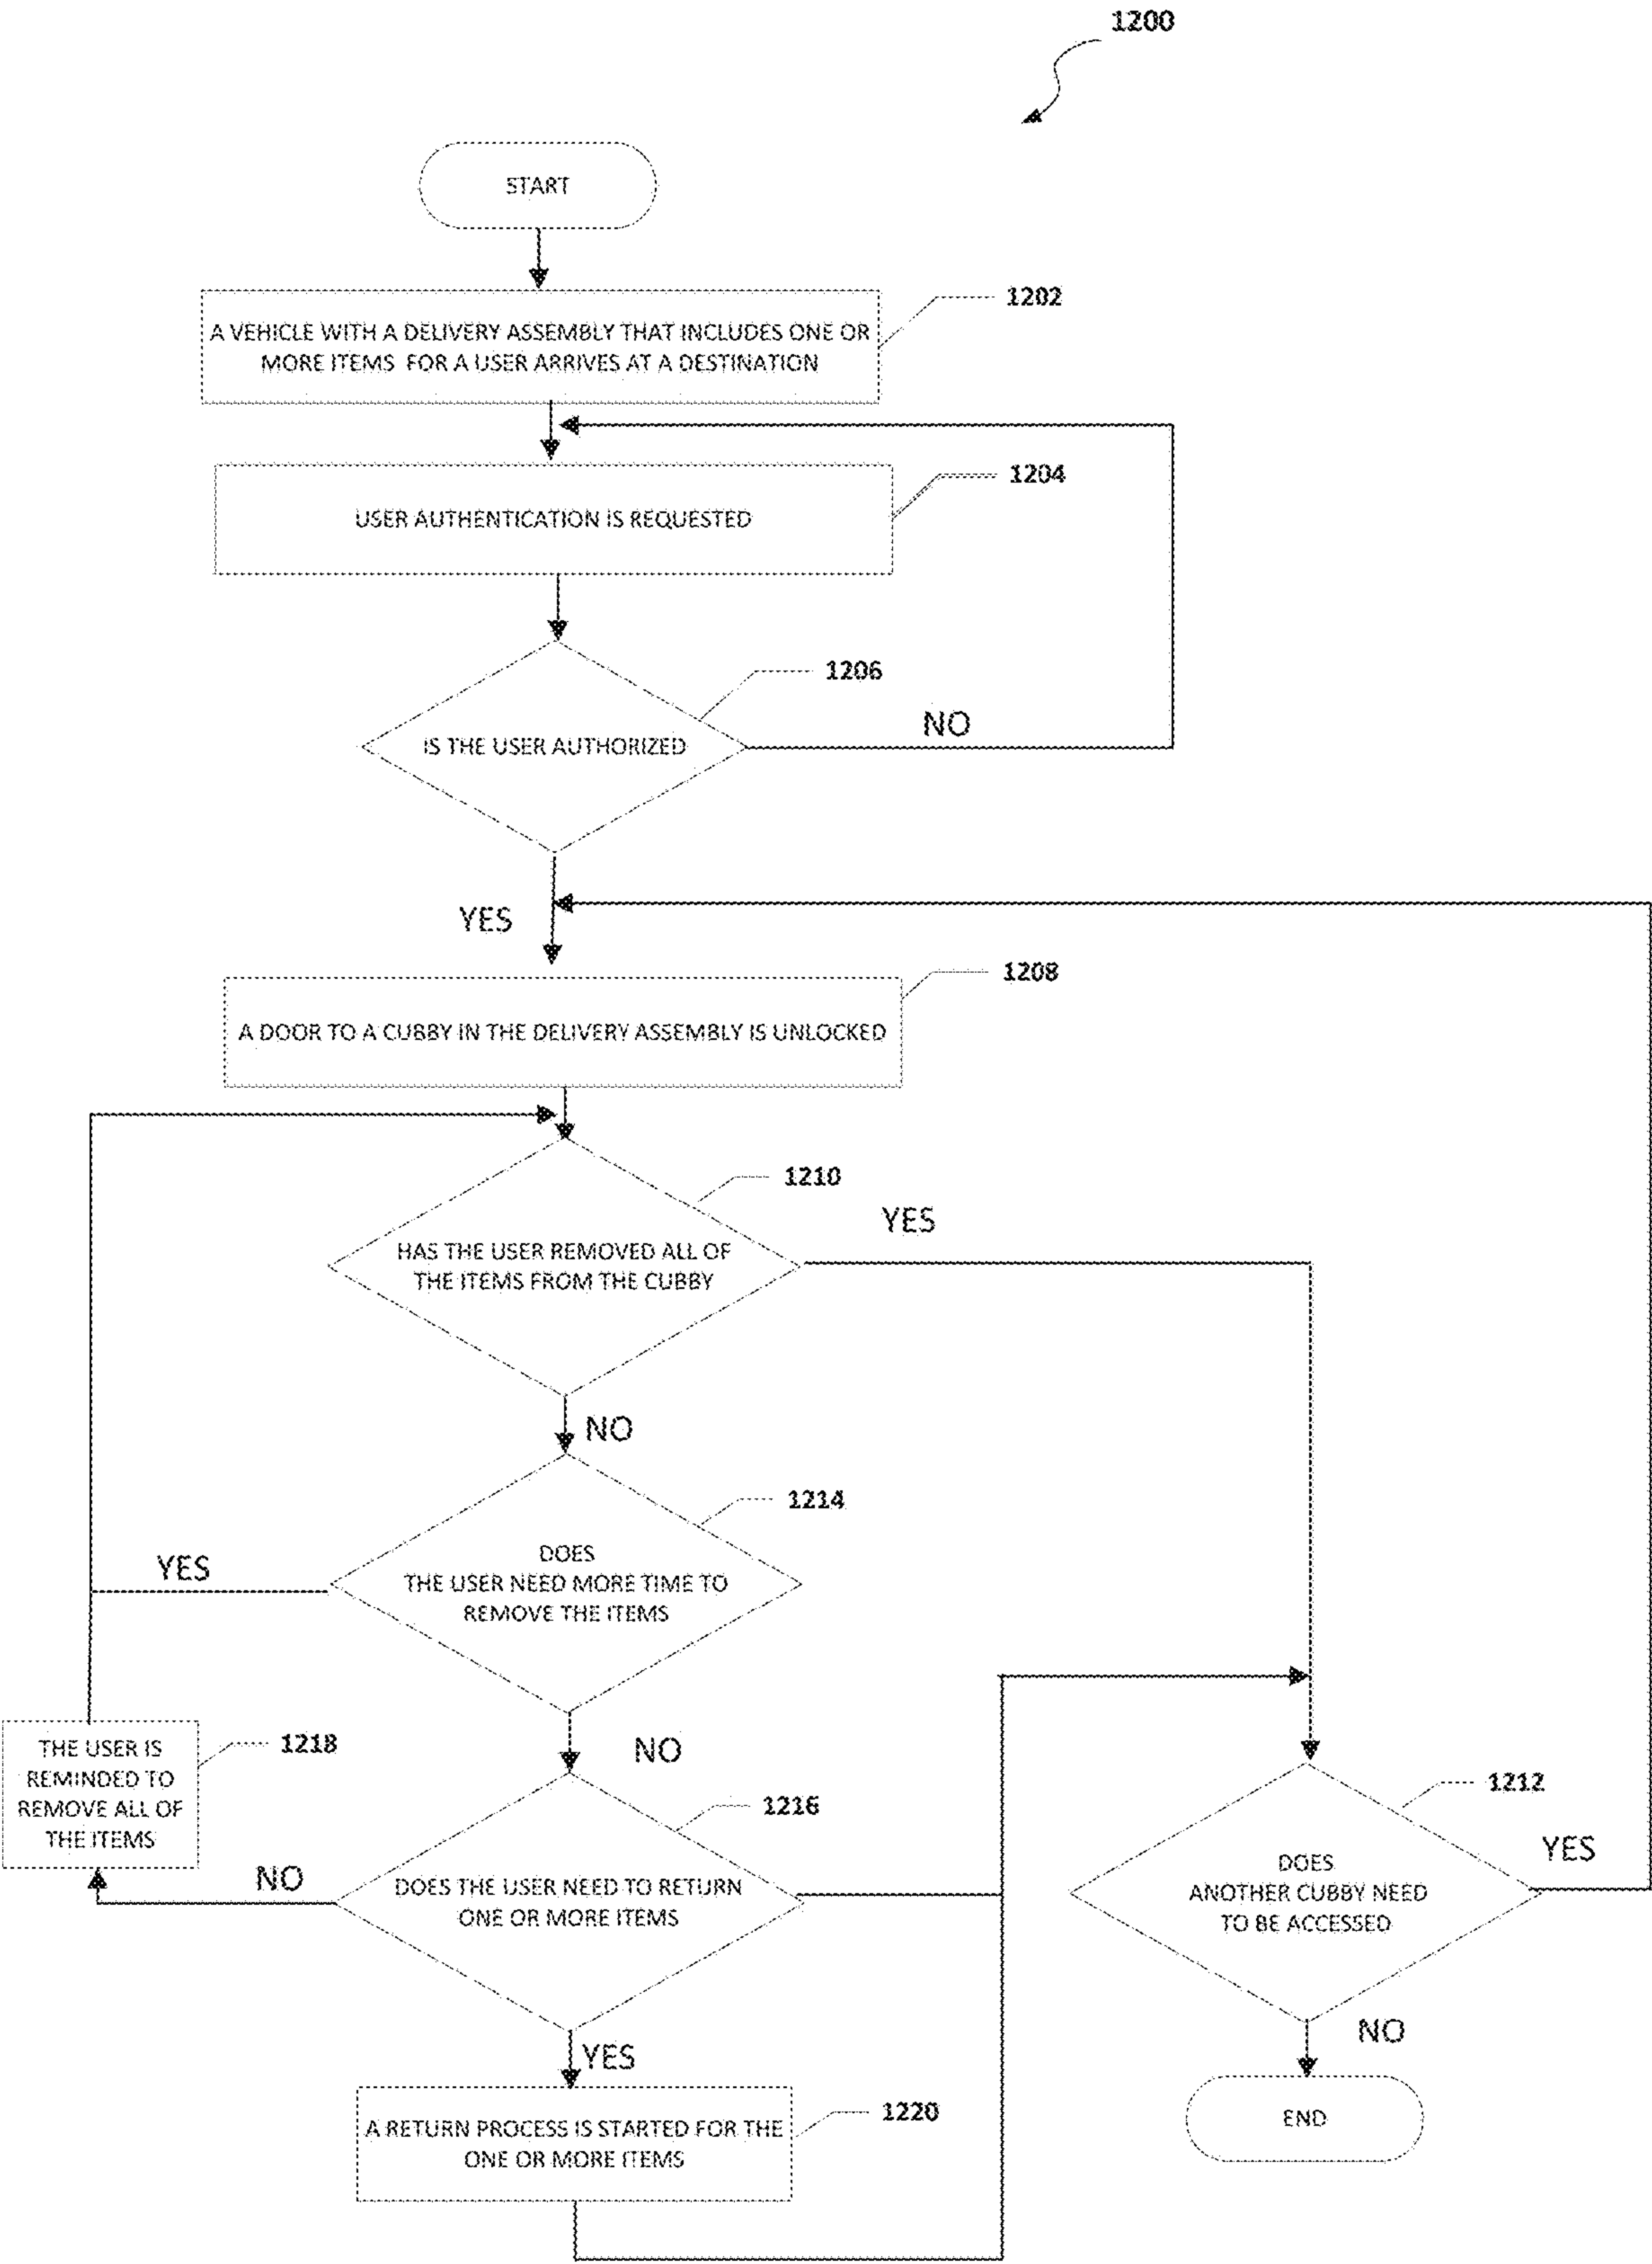 1200
START
1202
A VEHICLE WITH A DELIVERY ASSEMBLY THAT INCLUDES ONE OR
MORE ITEMS FOR A USER ARRIVES AT A DESTINATION
1204
USER AUTHENTICATION IS REQUESTED
1206
IS THE USER AUTHORIZED
NO
YES
1208
A DOOR TO A CUBBY IN THE DELIVERY ASSEMBLY IS UNLOCKED
1210
YES
HAS THE USER REMOVED ALL OF
THE ITEMS FROM THE CUBBY
NO
1214
DOES
THE USER NEED MORE TIME TO
REMOVE THE ITEMS
YES
NO
1218
THE USER IS
REMINDED TO
REMOVE ALL OF
THE ITEMS
1216
DOES THE USER NEED TO RETURN
ONE OR MORE ITEMS
NO
YES
1212
DOES
ANOTHER CUBBY NEED
TO BE ACCESSED
YES
NO
1220
A RETURN PROCESS IS STARTED FOR THE
ONE OR MORE ITEMS
END